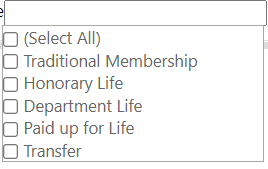 e
(Select All)
Traditional Membership
Honorary Life
Department Life
Paid up for Life
Transfer